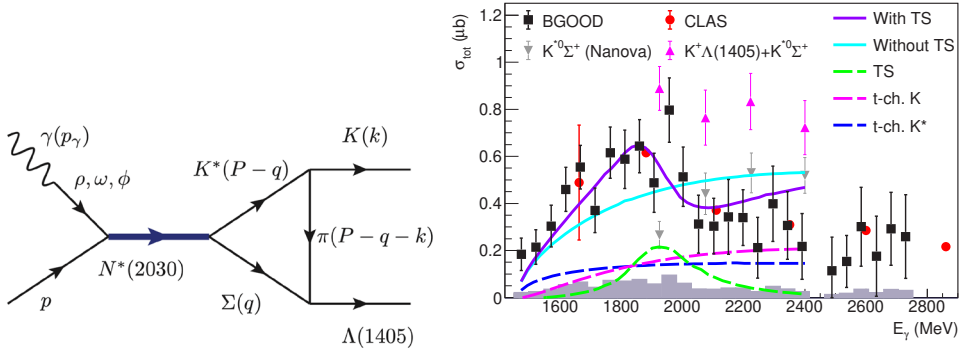 γ(p_γ)
ρ, ω, ϕ
K*(P − q)
K(k)
π(P − q − k)
N*(2030)
p
Σ(q)
Λ(1405)
σ_tot (μb)
1.2
1
0.8
0.6
0.4
0.2
0
BGOOD
CLAS
K*⁰Σ⁺ (Nanova)
K⁺Λ(1405)+K*⁰Σ⁺
With TS
Without TS
TS
t-ch. K
t-ch. K*
1600 1800 2000 2200 2400 2600 2800
E_γ (MeV)